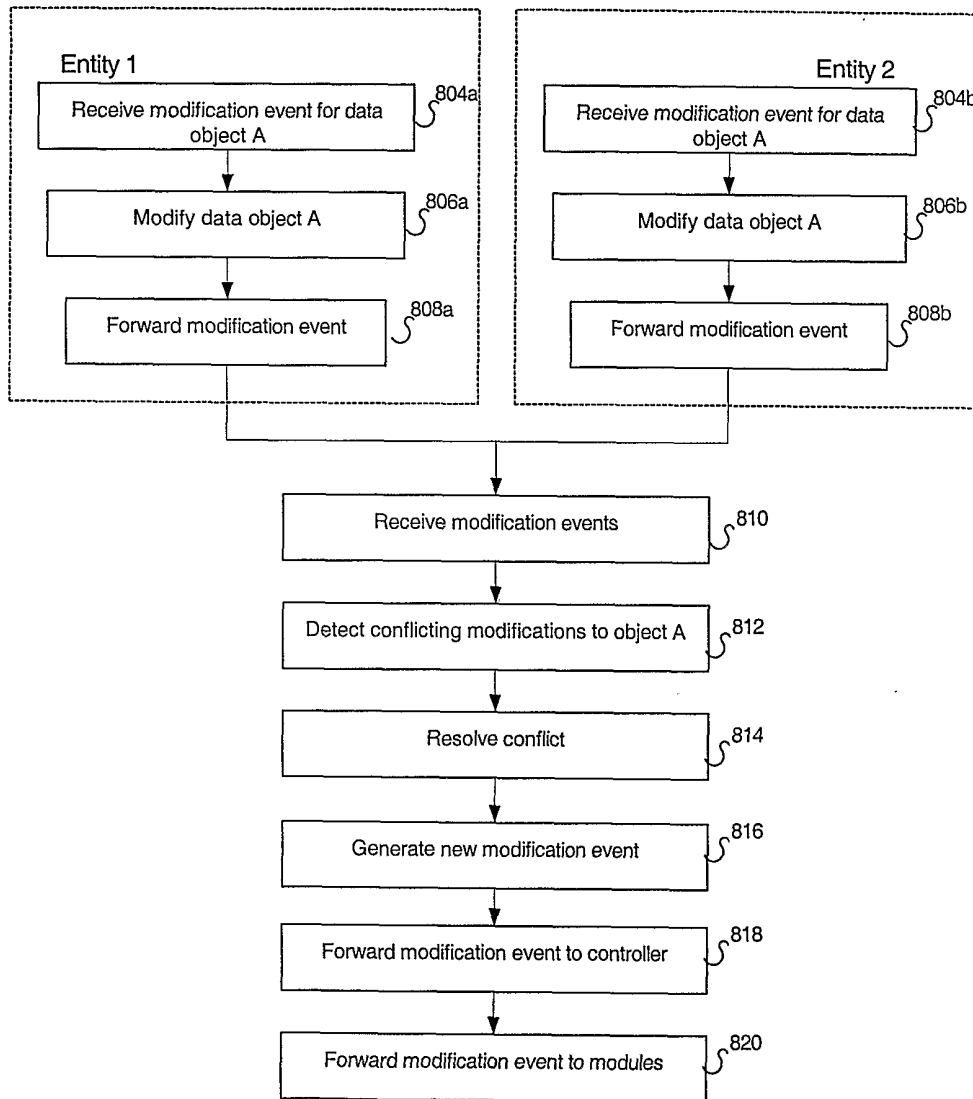 Entity 1
Receive modification event for data
object A
804a
Modify data object A
806a
Forward modification event
808a
Entity 2
Receive modification event for data
object A
804b
Modify data object A
806b
Forward modification event
808b
Receive modification events
810
Detect conflicting modifications to object A
812
Resolve conflict
814
Generate new modification event
816
Forward modification event to controller
818
Forward modification event to modules
820